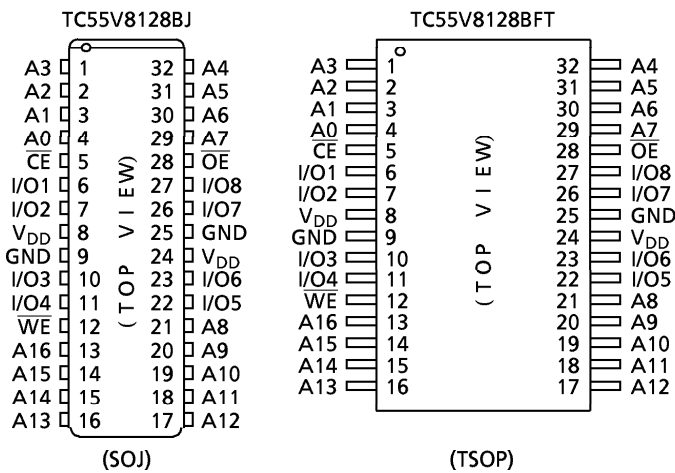 TC55V8128BJ
A3 1 32 A4
A2 2 31 A5
A1 3 30 A6
A0 4 29 A7
CE 5 28 OE
I/O1 6 27 I/O8
I/O2 7 26 I/O7
VDD 8 25 GND
GND 9 24 VDD
I/O3 10 23 I/O6
I/O4 11 22 I/O5
WE 12 21 A8
A16 13 20 A9
A15 14 19 A10
A14 15 18 A11
A13 16 17 A12
(TOP VIEW)
(SOJ)
TC55V8128BFT
A3 1 32 A4
A2 2 31 A5
A1 3 30 A6
A0 4 29 A7
CE 5 28 OE
I/O1 6 27 I/O8
I/O2 7 26 I/O7
VDD 8 25 GND
GND 9 24 VDD
I/O3 10 23 I/O6
I/O4 11 22 I/O5
WE 12 21 A8
A16 13 20 A9
A15 14 19 A10
A14 15 18 A11
A13 16 17 A12
(TOP VIEW)
(TSOP)